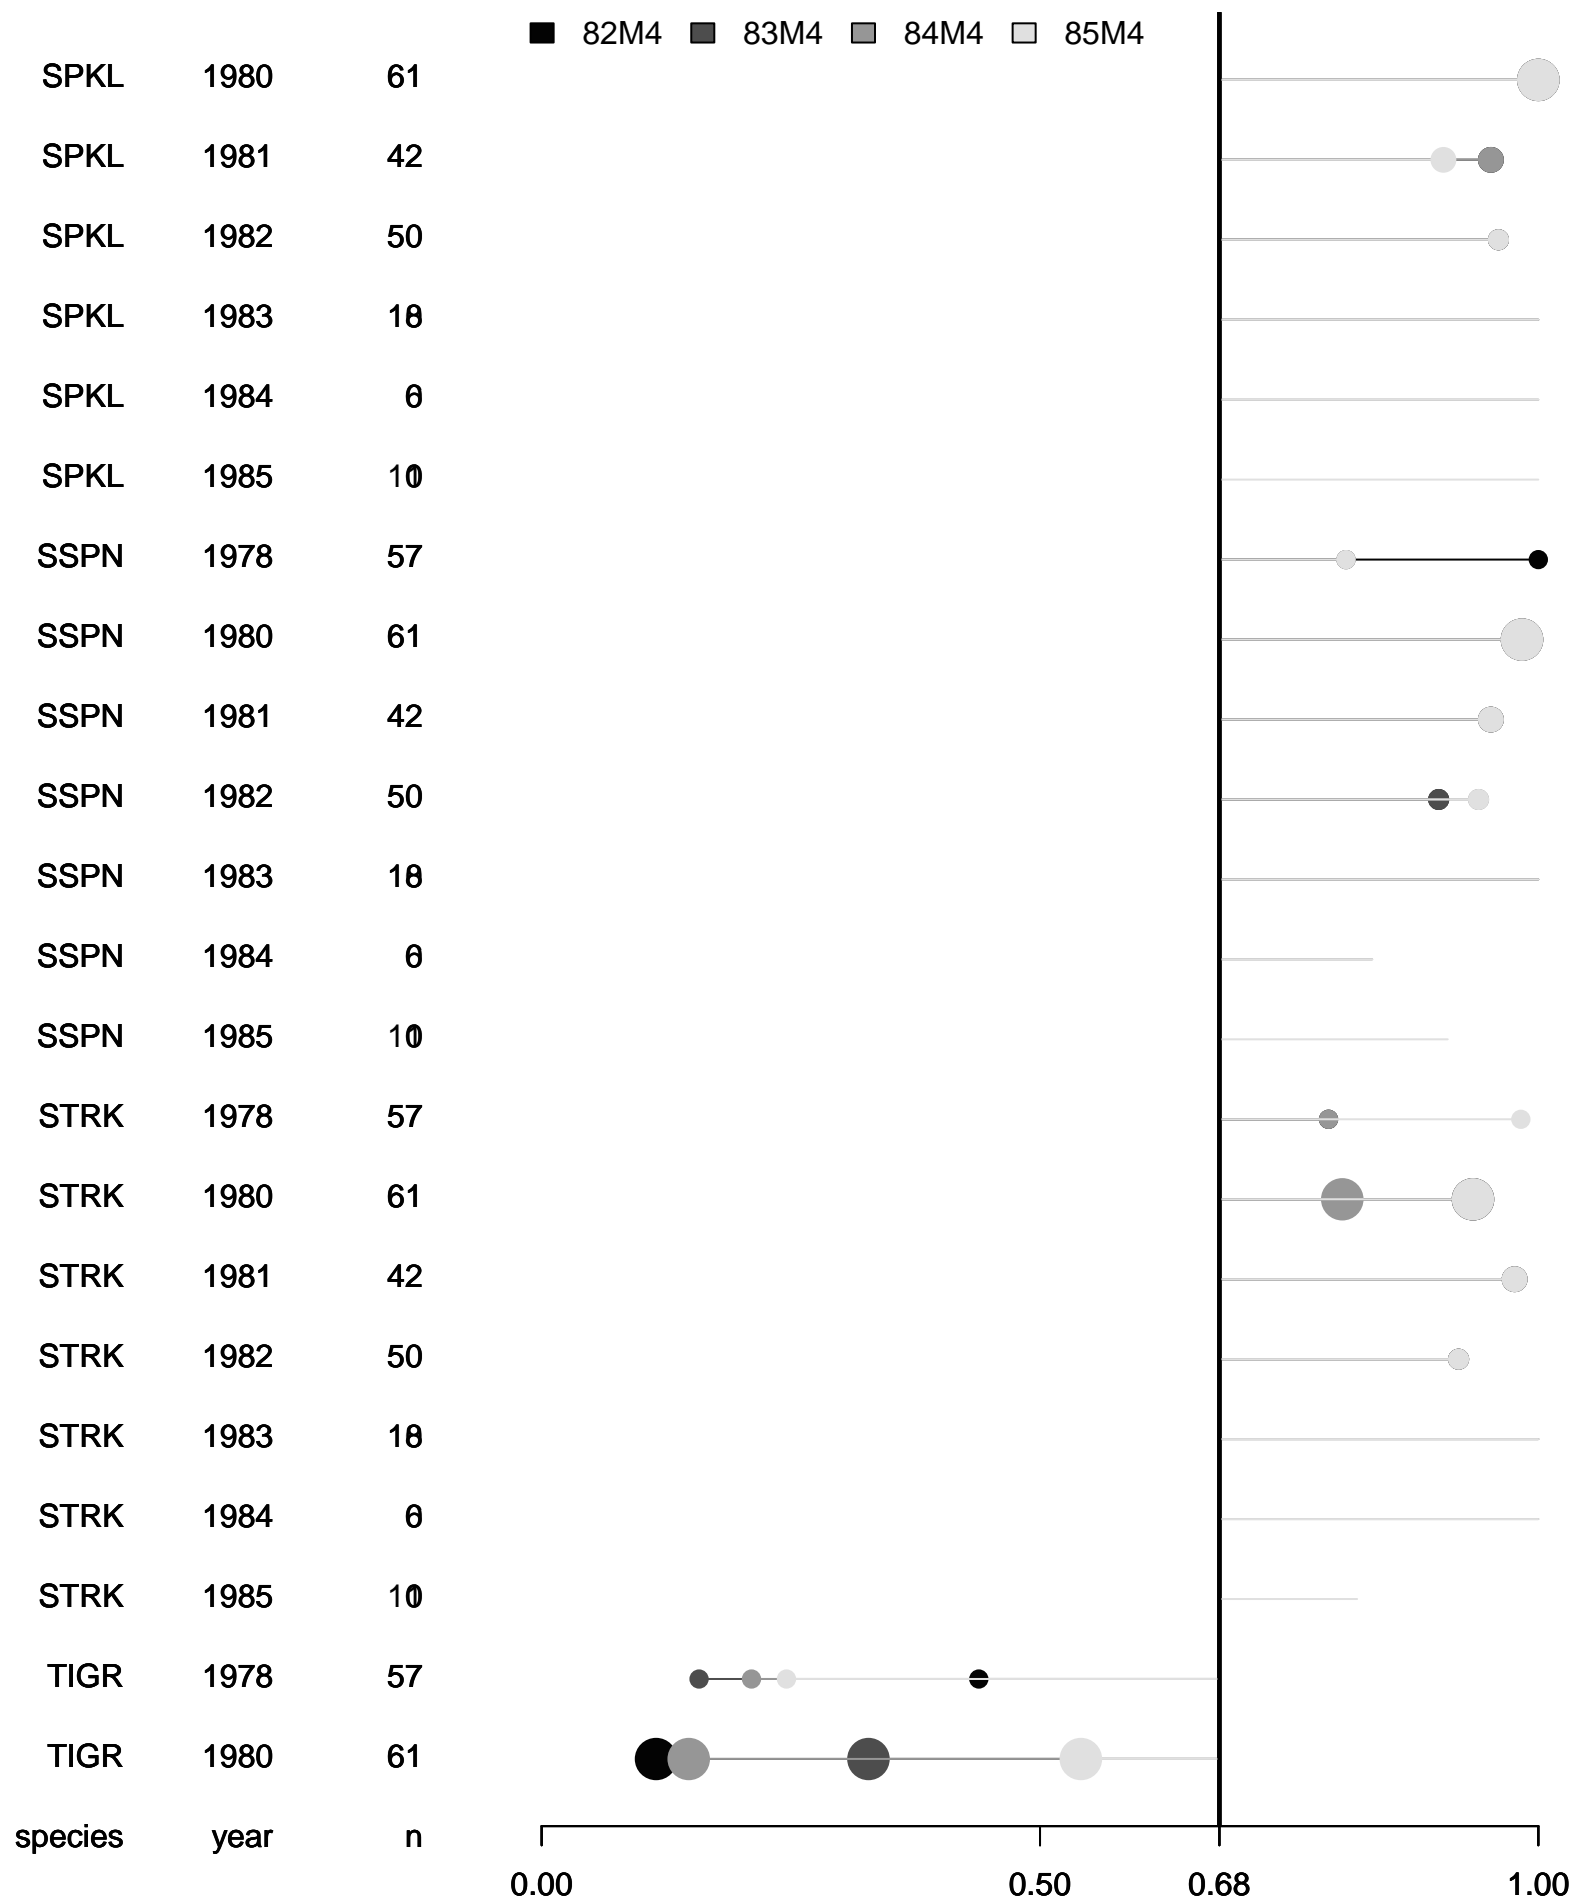 82M4 83M4 84M4 85M4
SPKL 1980 61
SPKL 1981 42
SPKL 1982 50
SPKL 1983
SPKL 1984
SPKL 1985
SSPN 1978 57
SSPN 1980 61
SSPN 1981 42
SSPN 1982 50
SSPN 1983
SSPN 1984
SSPN 1985
STRK 1978 57
STRK 1980 61
STRK 1981 42
STRK 1982 50
STRK 1983
STRK 1984
STRK 1985
TIGR 1978 57
TIGR 1980 61
species year n
0.00 0.50 0.68 1.00